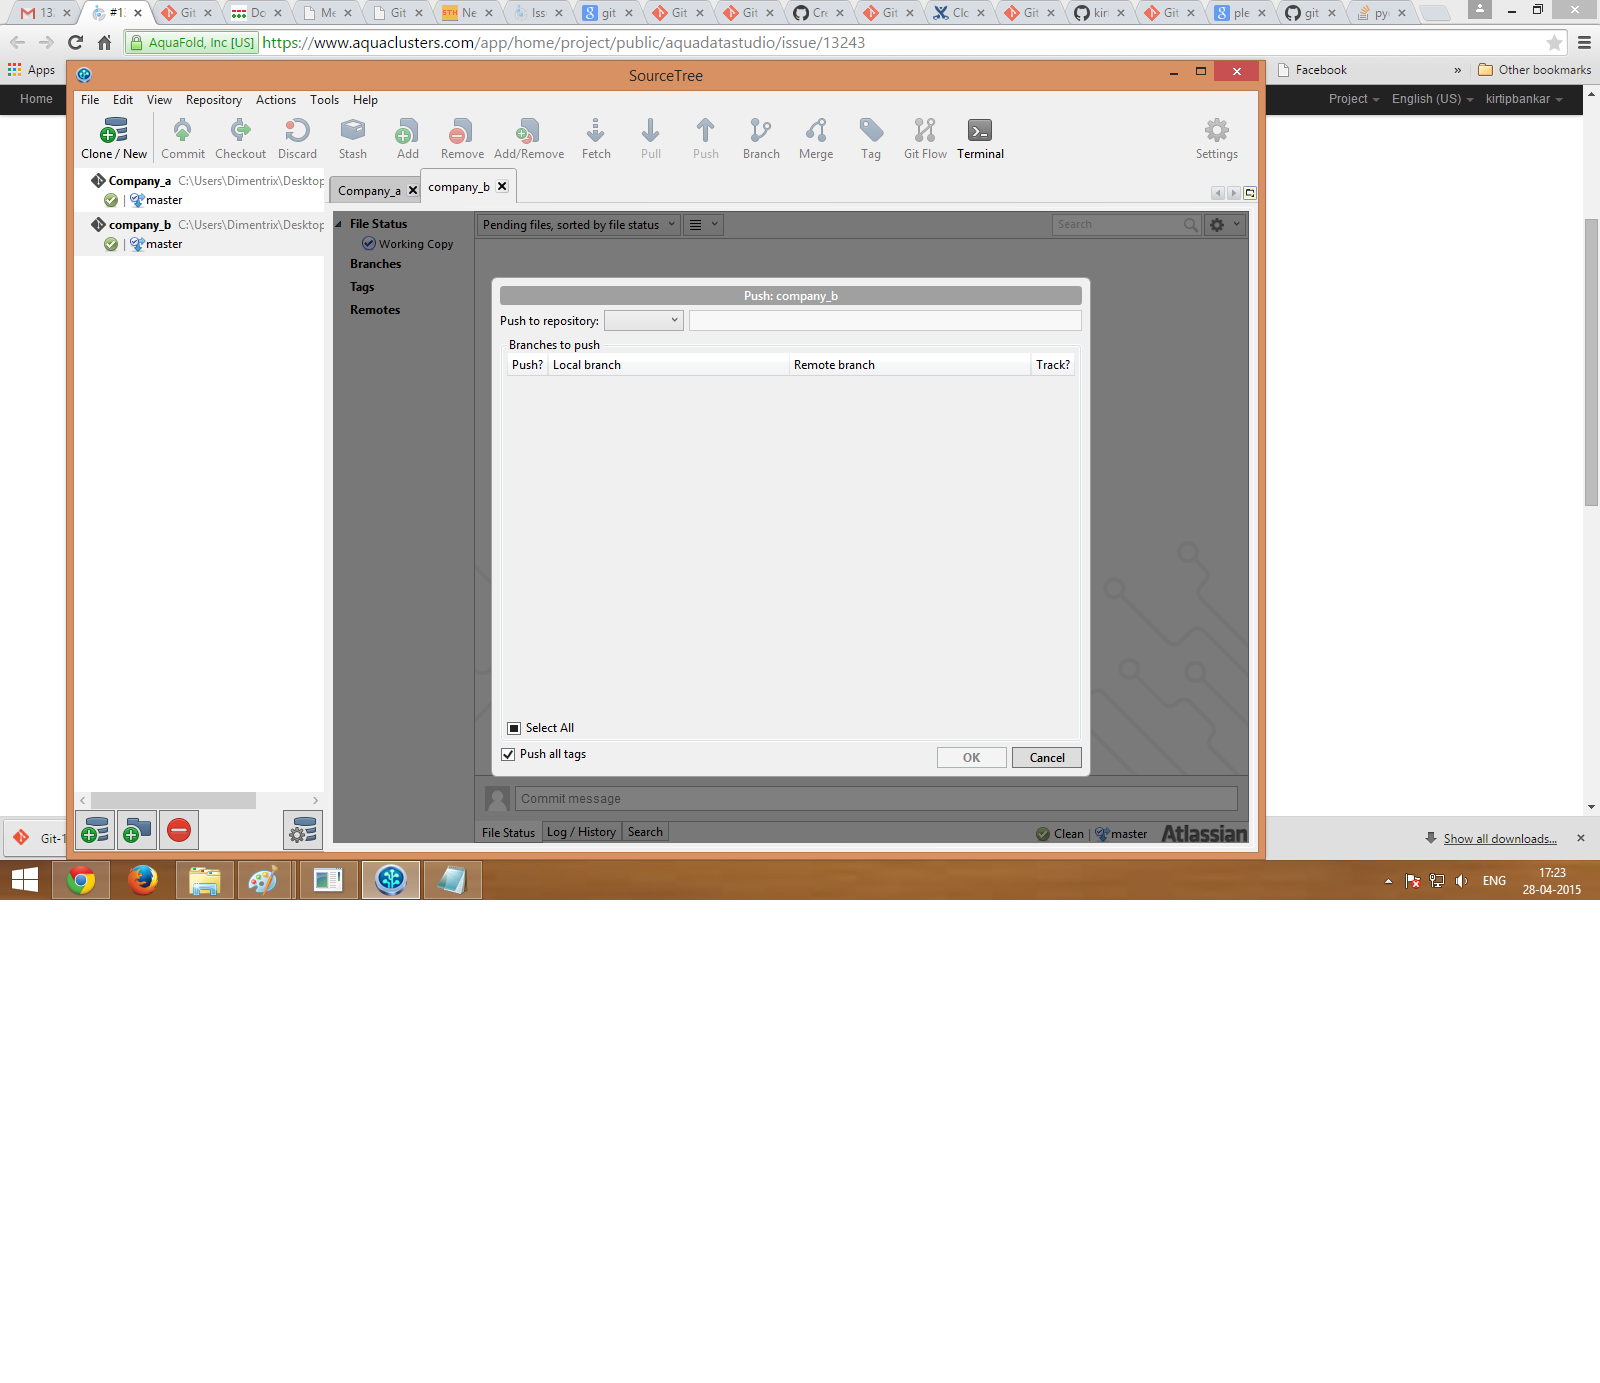 13. #1. Git Do Me Git Ne Iss git Git Git Cre Git Clo Git kirt Git ple git pyc
AquaFold, Inc [US] https://www.aquaclusters.com/app/home/project/public/aquadatastudio/issue/13243
Apps Facebook » Other bookmarks
Home Project English (US) kirtipbankar
SourceTree
File Edit View Repository Actions Tools Help
Clone / New Commit Checkout Discard Stash Add Remove Add/Remove Fetch Pull Push Branch Merge Tag Git Flow Terminal Settings
Company_a C:\Users\Dimentrix\Desktop
master
company_b C:\Users\Dimentrix\Desktop
master
Company_a company_b
File Status
Working Copy
Branches
Tags
Remotes
Pending files, sorted by file status Search
Push: company_b
Push to repository:
Branches to push
Push? Local branch Remote branch Track?
Select All
Push all tags OK Cancel
Commit message
File Status Log / History Search Clean master Atlassian
Git-1 Show all downloads...
ENG 17:23
28-04-2015